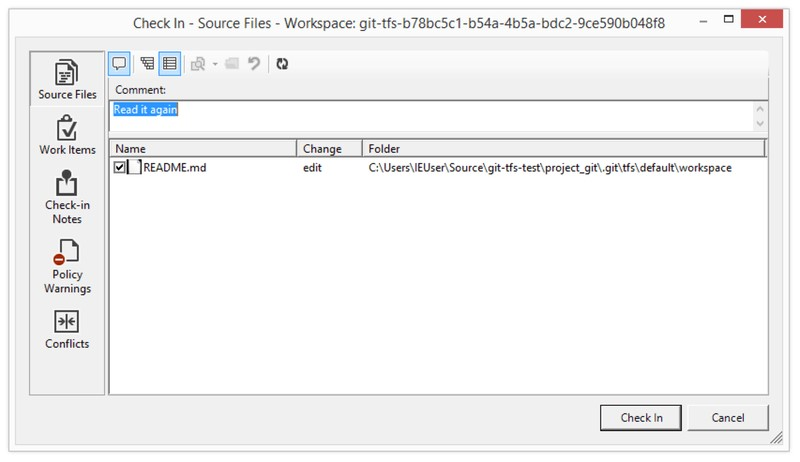 Check In - Source Files - Workspace: git-tfs-b78bc5c1-b54a-4b5a-bdc2-9ce590b048f8
Source Files
Work Items
Check-in
Notes
Policy
Warnings
Conflicts
Comment:
Read it again
Name Change Folder
README.md edit C:\Users\IEUser\Source\git-tfs-test\project_git\.git\tfs\default\workspace
Check In Cancel